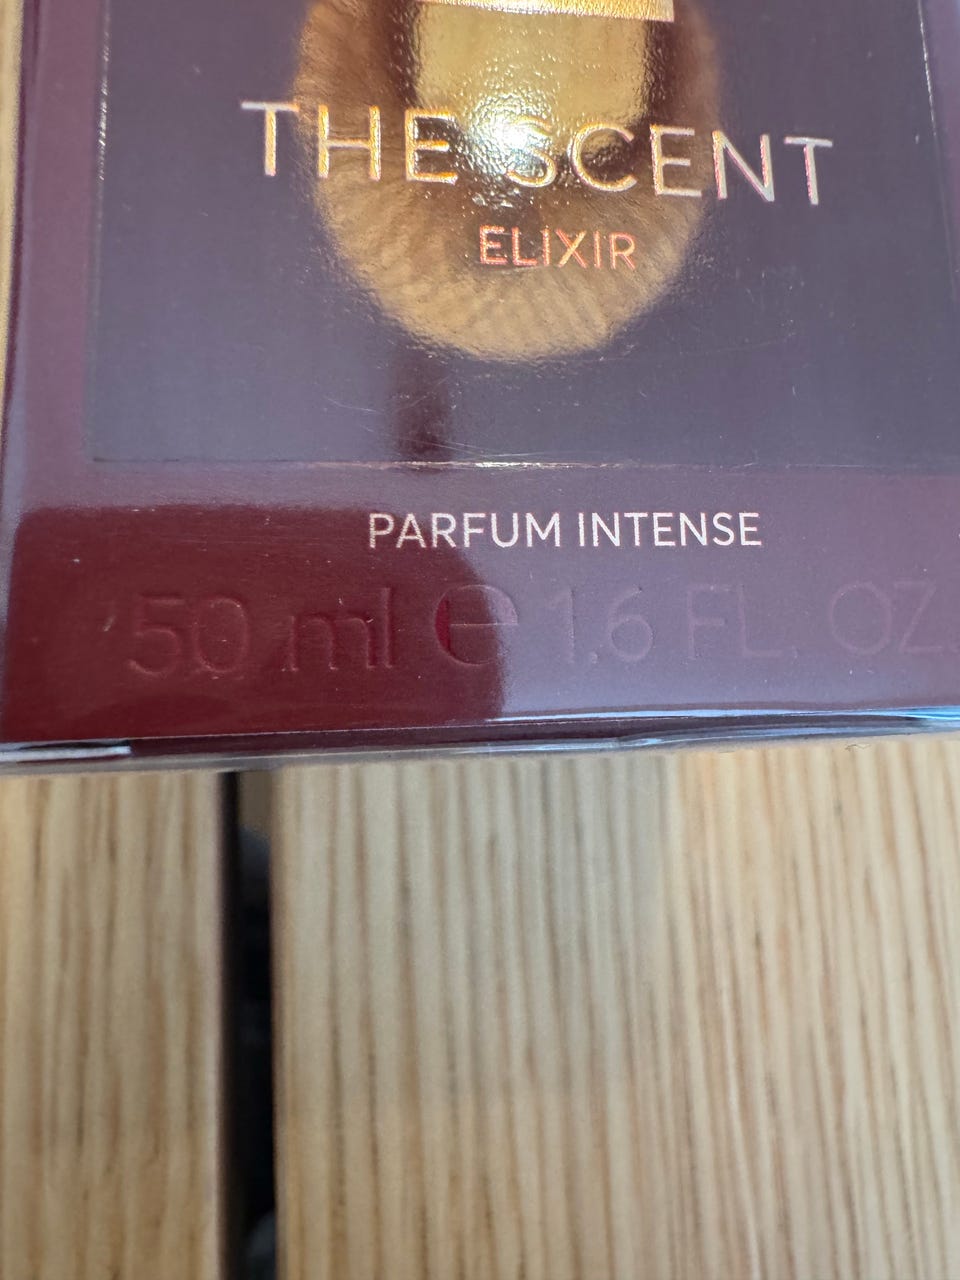 THE SCENT
ELIXIR
PARFUM INTENSE
50 ml e 1.6 FL. OZ.